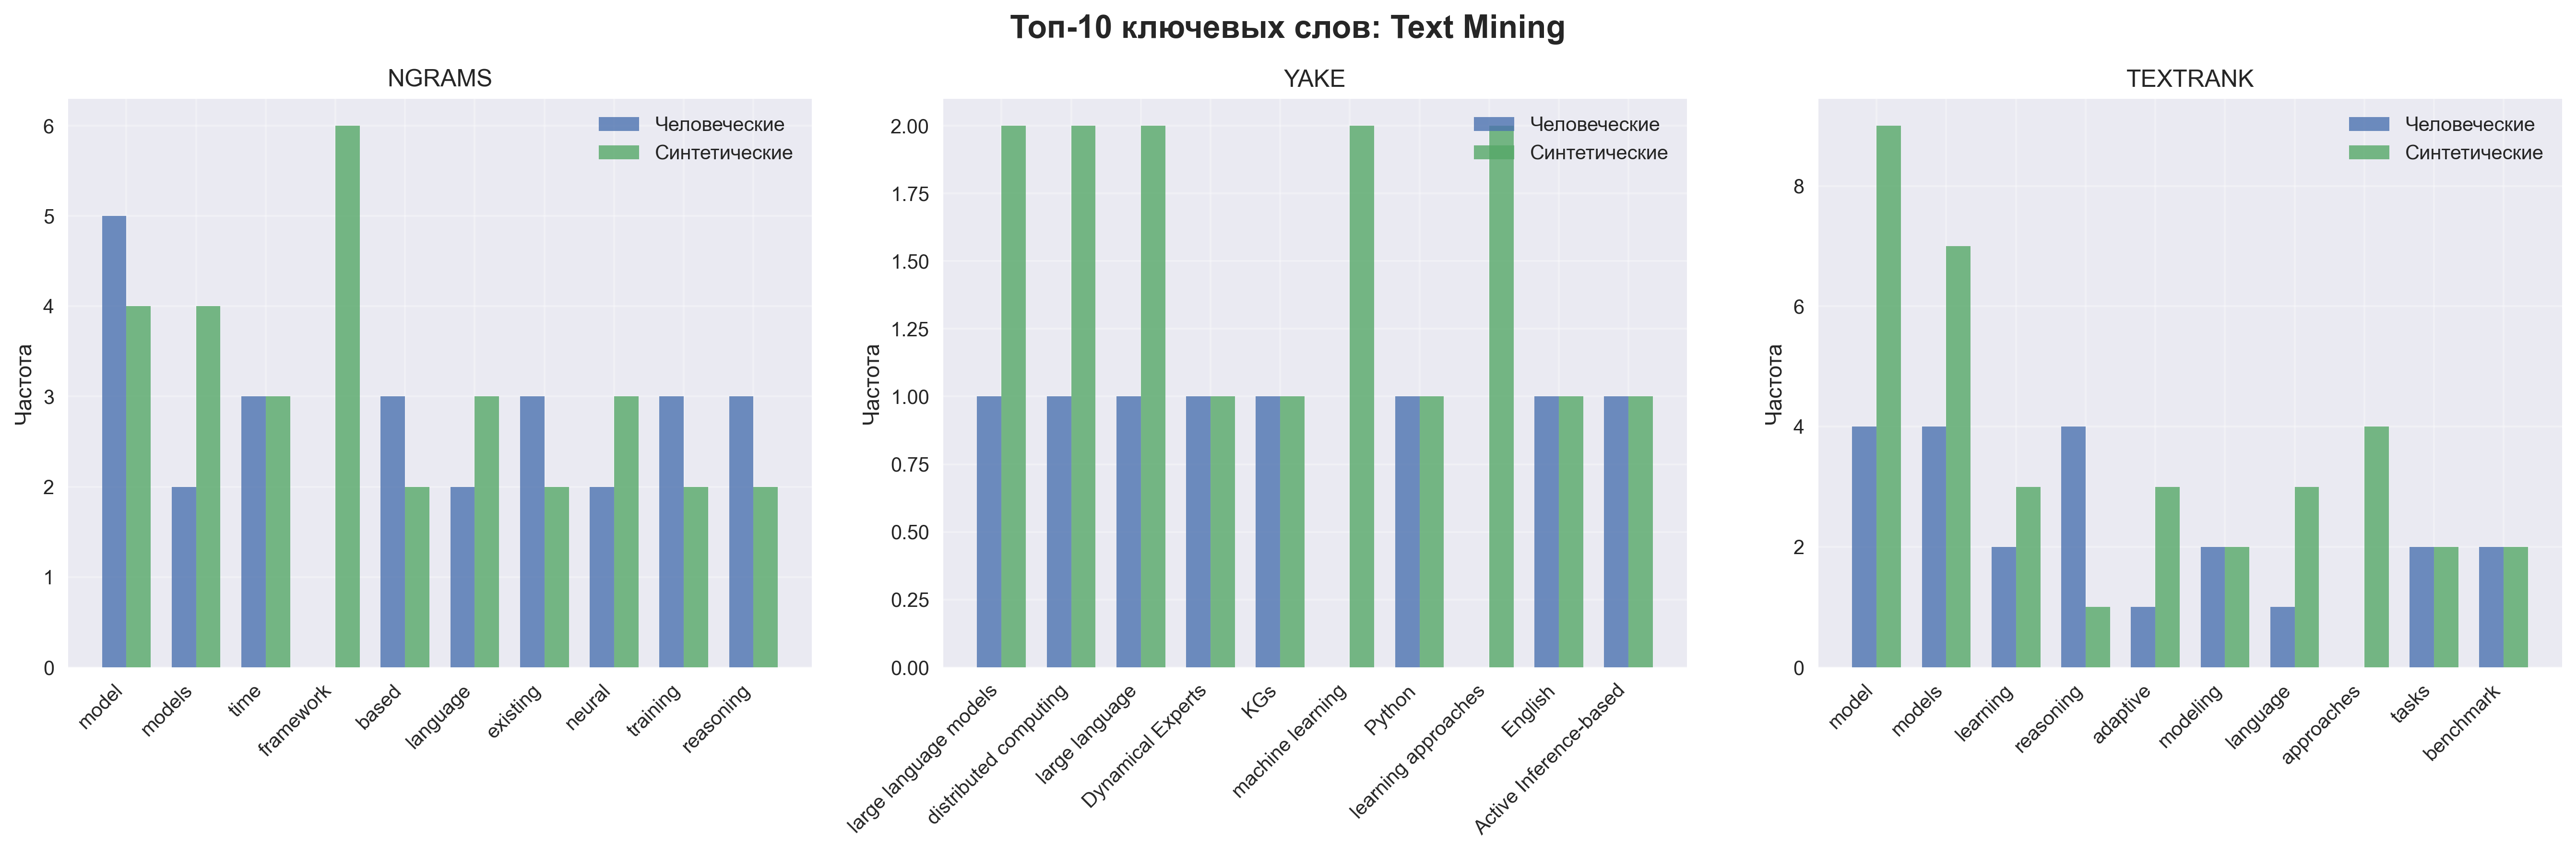 Топ-10 ключевых слов: Text Mining
NGRAMS
Частота
6
5
4
3
2
1
0
Человеческие
Синтетические
model
models
time
framework
based
language
existing
neural
training
reasoning
YAKE
Частота
2.00
1.75
1.50
1.25
1.00
0.75
0.50
0.25
0.00
Человеческие
Синтетические
large language models
distributed computing
large language
Dynamical Experts
KGs
machine learning
Python
learning approaches
English
Active Inference-based
TEXTRANK
Частота
8
6
4
2
0
Человеческие
Синтетические
model
models
learning
reasoning
adaptive
modeling
language
approaches
tasks
benchmark